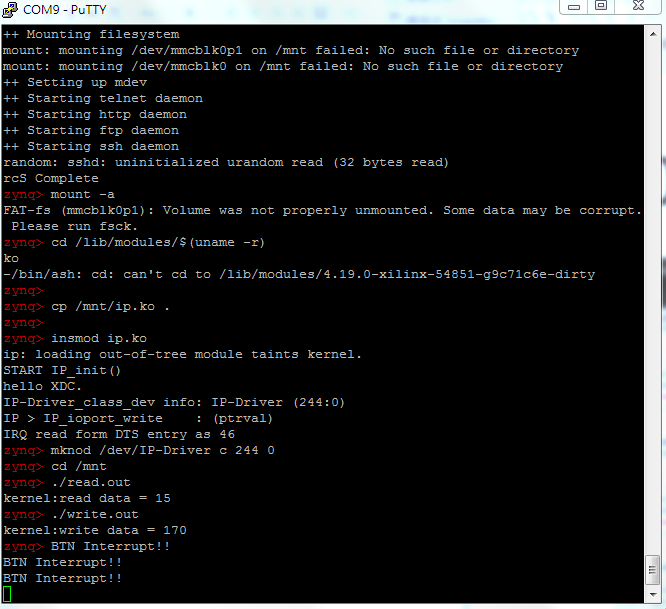 COM9 - PuTTY
++ Mounting filesystem
mount: mounting /dev/mmcblk0p1 on /mnt failed: No such file or directory
mount: mounting /dev/mmcblk0 on /mnt failed: No such file or directory
++ Setting up mdev
++ Starting telnet daemon
++ Starting http daemon
++ Starting ftp daemon
++ Starting ssh daemon
random: sshd: uninitialized urandom read (32 bytes read)
rcS Complete
zynq> mount -a
FAT-fs (mmcblk0p1): Volume was not properly unmounted. Some data may be corrupt.
 Please run fsck.
zynq> cd /lib/modules/$(uname -r)
ko
-/bin/ash: cd: can't cd to /lib/modules/4.19.0-xilinx-54851-g9c71c6e-dirty
zynq>
zynq> cp /mnt/ip.ko .
zynq>
zynq> insmod ip.ko
ip: loading out-of-tree module taints kernel.
START IP_init()
hello XDC.
IP-Driver_class_dev info: IP-Driver (244:0)
IP > IP_ioport_write    : (ptrval)
IRQ read form DTS entry as 46
zynq> mknod /dev/IP-Driver c 244 0
zynq> cd /mnt
zynq> ./read.out
kernel:read data = 15
zynq> ./write.out
kernel:write data = 170
zynq> BTN Interrupt!!
BTN Interrupt!!
BTN Interrupt!!